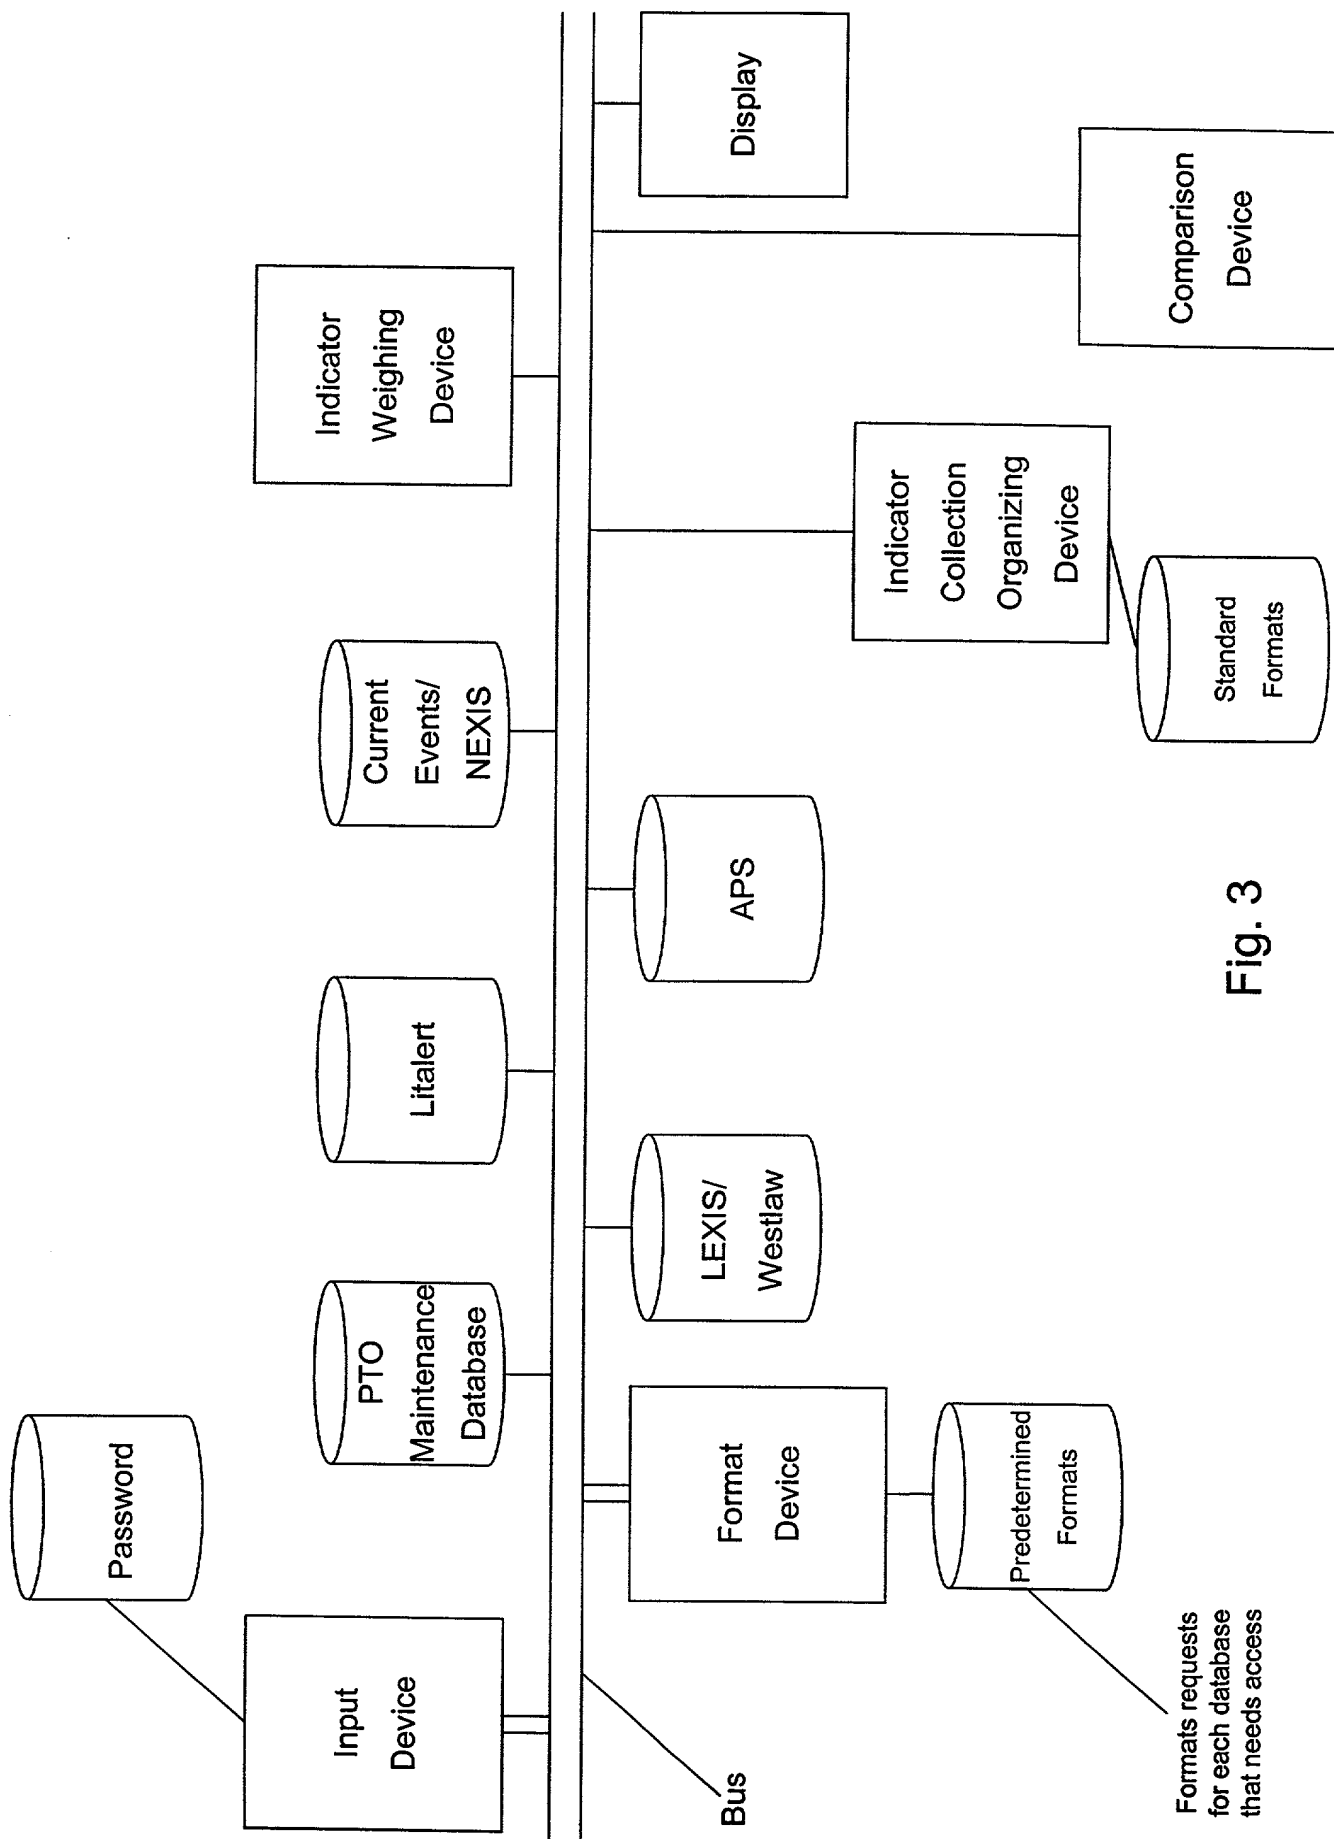 Password
Input
Device
PTO
Maintenance
Database
Litalert
Current
Events/
NEXIS
Indicator
Weighing
Device
Bus
Format
Device
LEXIS/
Westlaw
APS
Display
Predetermined
Formats
Indicator
Collection
Organizing
Device
Comparison
Device
Standard
Formats
Formats requests
for each database
that needs access
Fig. 3